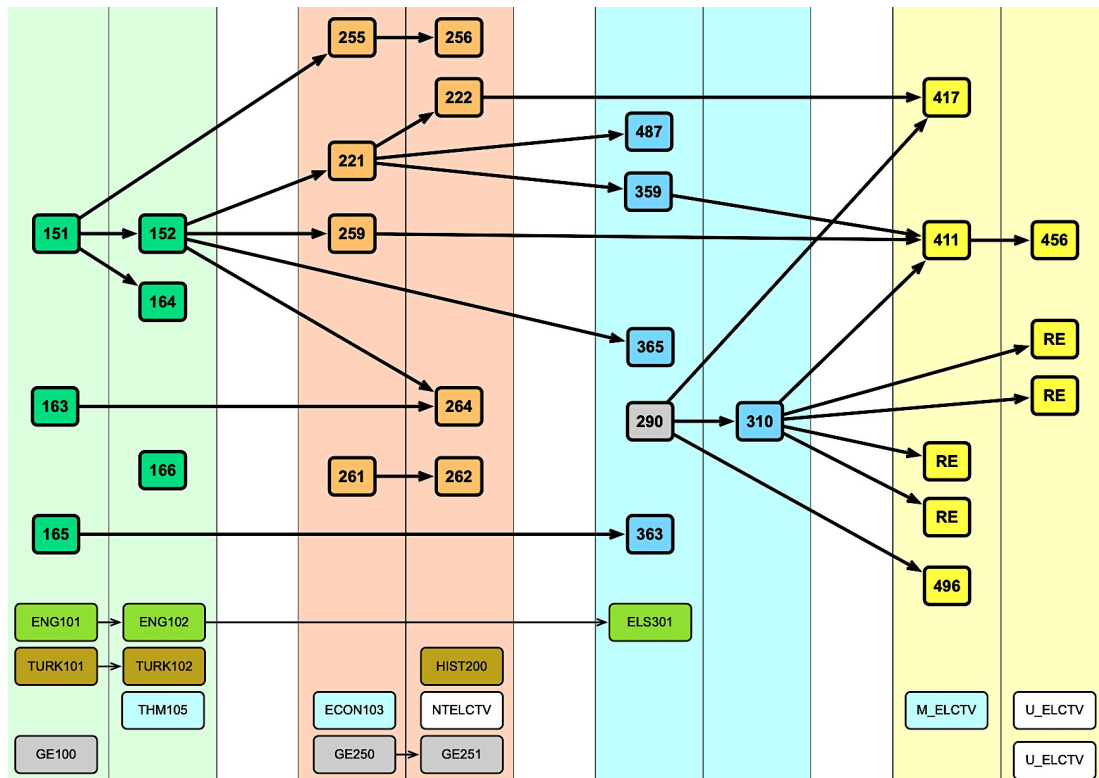 255
256
222
417
487
221
359
151
152
259
411
456
164
365
RE
163
264
290
310
RE
166
261
262
RE
165
363
RE
496
ENG101
ENG102
ELS301
TURK101
TURK102
HIST200
THM105
ECON103
NTELCTV
M_ELCTV
U_ELCTV
GE100
GE250
GE251
U_ELCTV